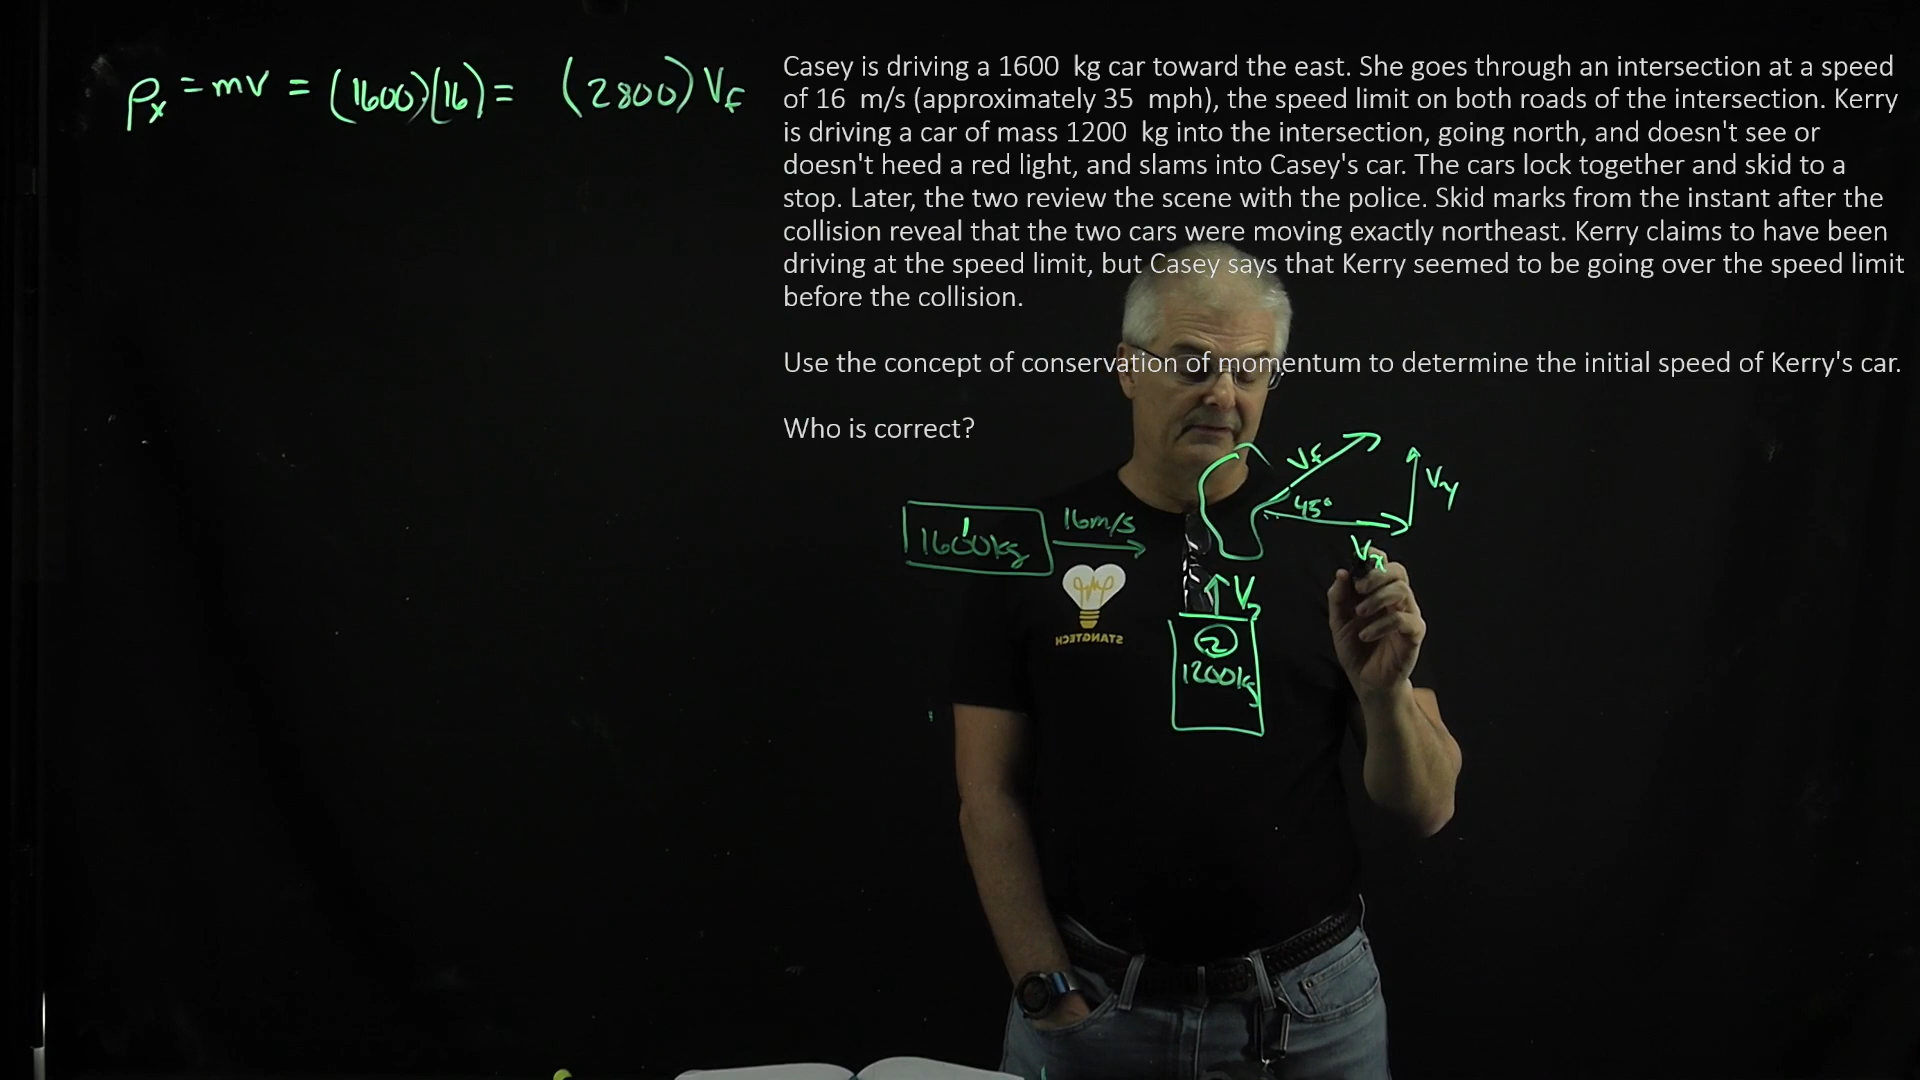 ρx = mv = (1600)(16) = (2800) Vf
Casey is driving a 1600 kg car toward the east. She goes through an intersection at a speed
of 16 m/s (approximately 35 mph), the speed limit on both roads of the intersection. Kerry
is driving a car of mass 1200 kg into the intersection, going north, and doesn't see or
doesn't heed a red light, and slams into Casey's car. The cars lock together and skid to a
stop. Later, the two review the scene with the police. Skid marks from the instant after the
collision reveal that the two cars were moving exactly northeast. Kerry claims to have been
driving at the speed limit, but Casey says that Kerry seemed to be going over the speed limit
before the collision.
Use the concept of conservation of momentum to determine the initial speed of Kerry's car.
Who is correct?
Vf
Vy
45°
16m/s
1600kg
Vx
V2
2
1200kg
STANGTECH